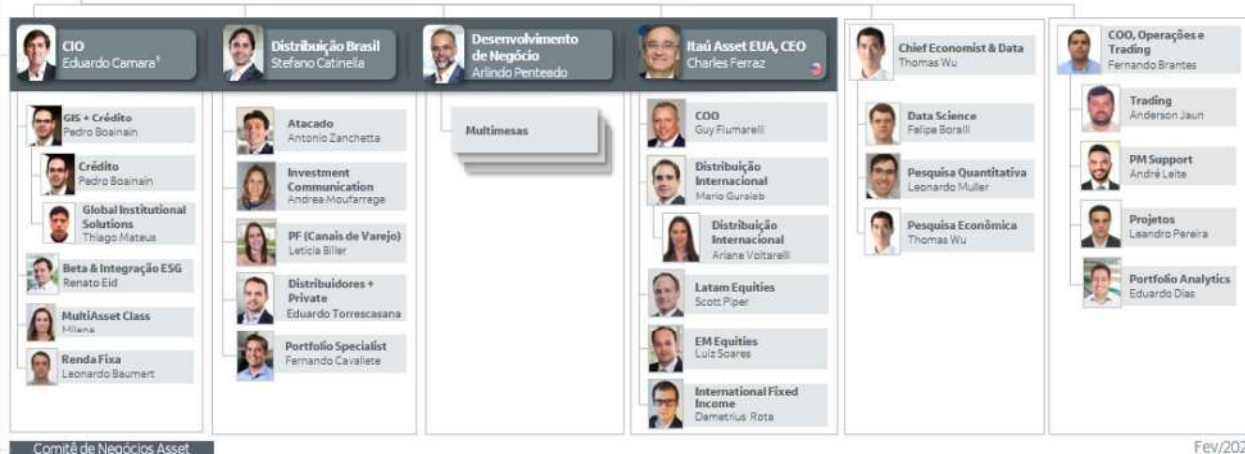 CIO
Eduardo Camara¹
Distribuição Brasil
Stefano Catinella
Desenvolvimento
de Negócio
Arlindo Penteado
Itaú Asset EUA, CEO
Charles Ferraz
Chief Economist & Data
Thomas Wu
COO, Operações e
Trading
Fernando Brantes
GIS + Crédito
Pedro Boainain
Crédito
Pedro Boainain
Global Institutional
Solutions
Thiago Mateus
Beta & Integração ESG
Renato Eid
MultiAsset Class
Milena
Renda Fixa
Leonardo Baumert
Atacado
Antonio Zanchetta
Investment
Communication
Andrea Moufarrege
PF (Canais de Varejo)
Leticia Biller
Distribuidores +
Private
Eduardo Torrescasana
Portfolio Specialist
Fernando Cavallete
Multimesas
COO
Guy Fiumarelli
Distribuição
Internacional
Mario Guraieb
Distribuição
Internacional
Ariane Voltarelli
Latam Equities
Scott Piper
EM Equities
Luiz Soares
International Fixed
Income
Demetrius Rota
Data Science
Felipe Boralli
Pesquisa Quantitativa
Leonardo Muller
Pesquisa Econômica
Thomas Wu
Trading
Anderson Jaun
PM Support
André Leite
Projetos
Leandro Pereira
Portfolio Analytics
Eduardo Dias
Comitê de Negócios Asset
Fev/202